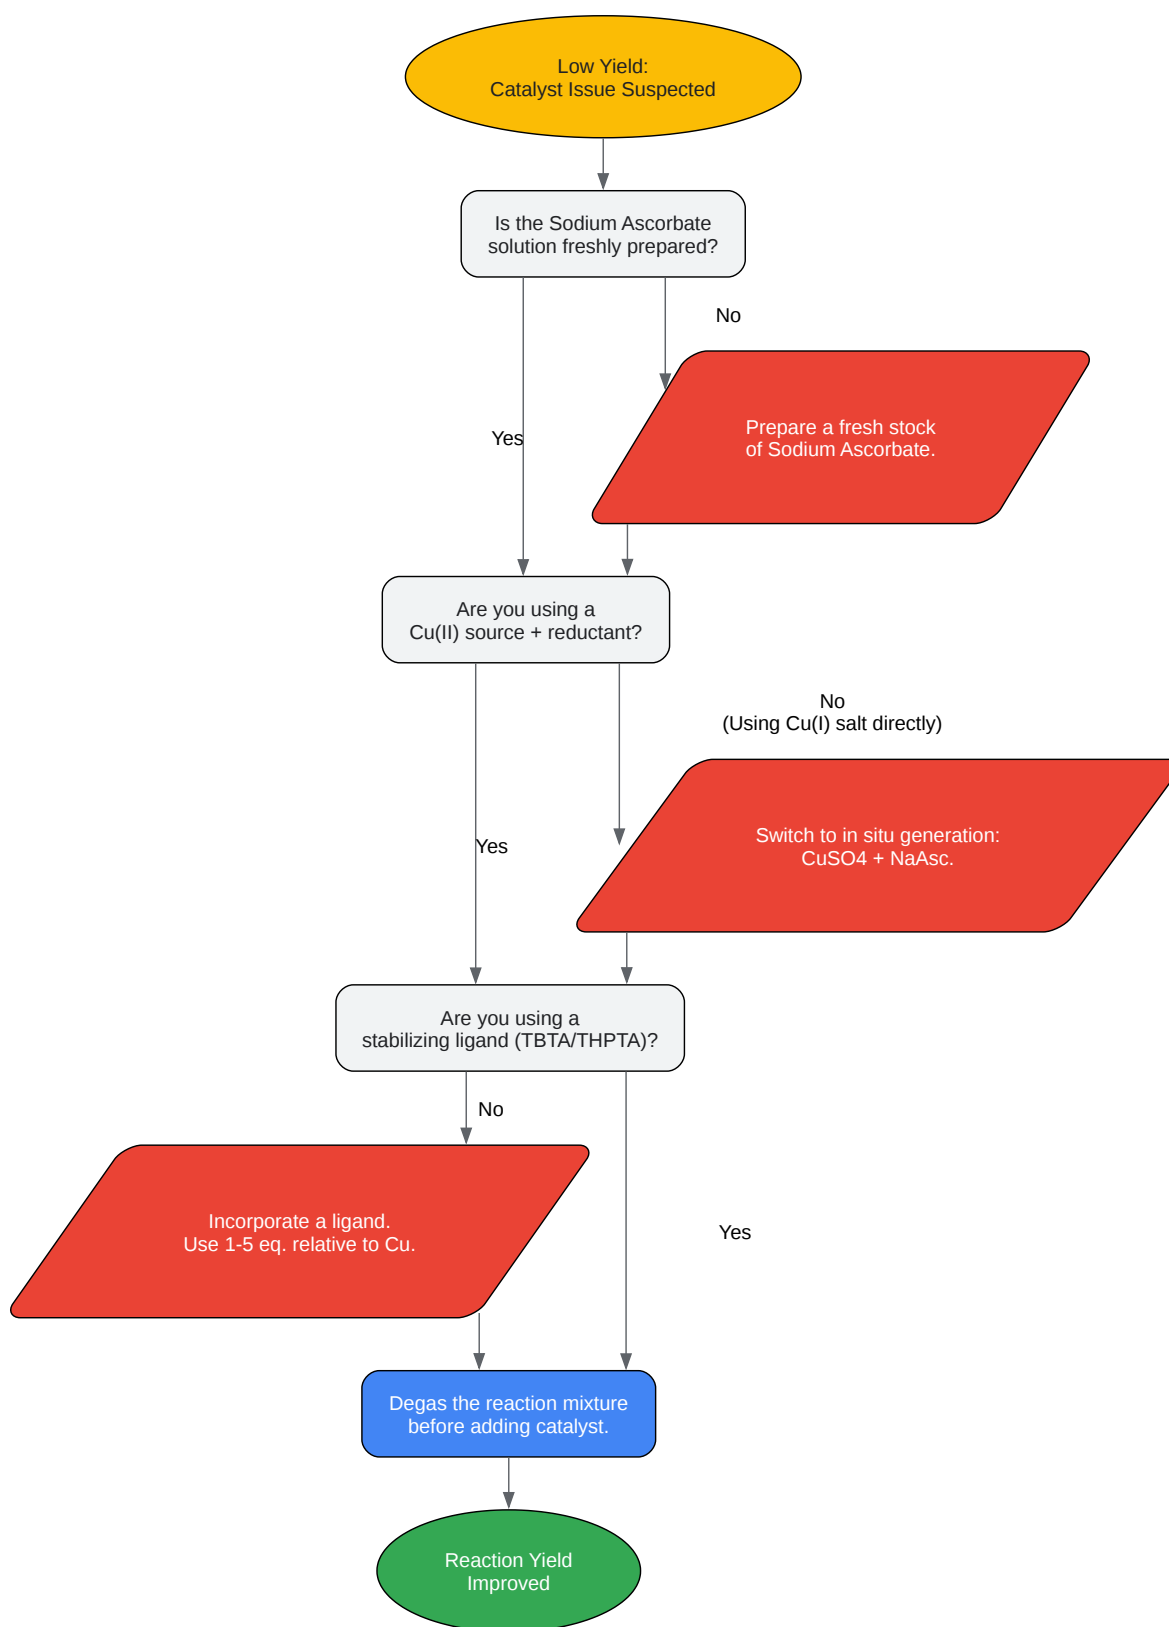 Low Yield:
Catalyst Issue Suspected
Is the Sodium Ascorbate
solution freshly prepared?
No
Prepare a fresh stock
of Sodium Ascorbate.
Yes
Are you using a
Cu(II) source + reductant?
No
(Using Cu(I) salt directly)
Switch to in situ generation:
CuSO4 + NaAsc.
Yes
Are you using a
stabilizing ligand (TBTA/THPTA)?
No
Incorporate a ligand.
Use 1-5 eq. relative to Cu.
Yes
Degas the reaction mixture
before adding catalyst.
Reaction Yield
Improved